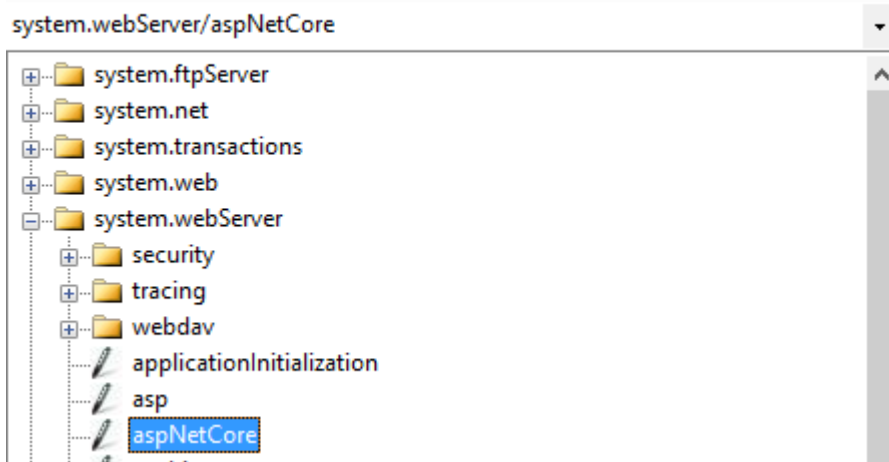 system.webServer/aspNetCore
system.ftpServer
system.net
system.transactions
system.web
system.webServer
security
tracing
webdav
applicationInitialization
asp
aspNetCore